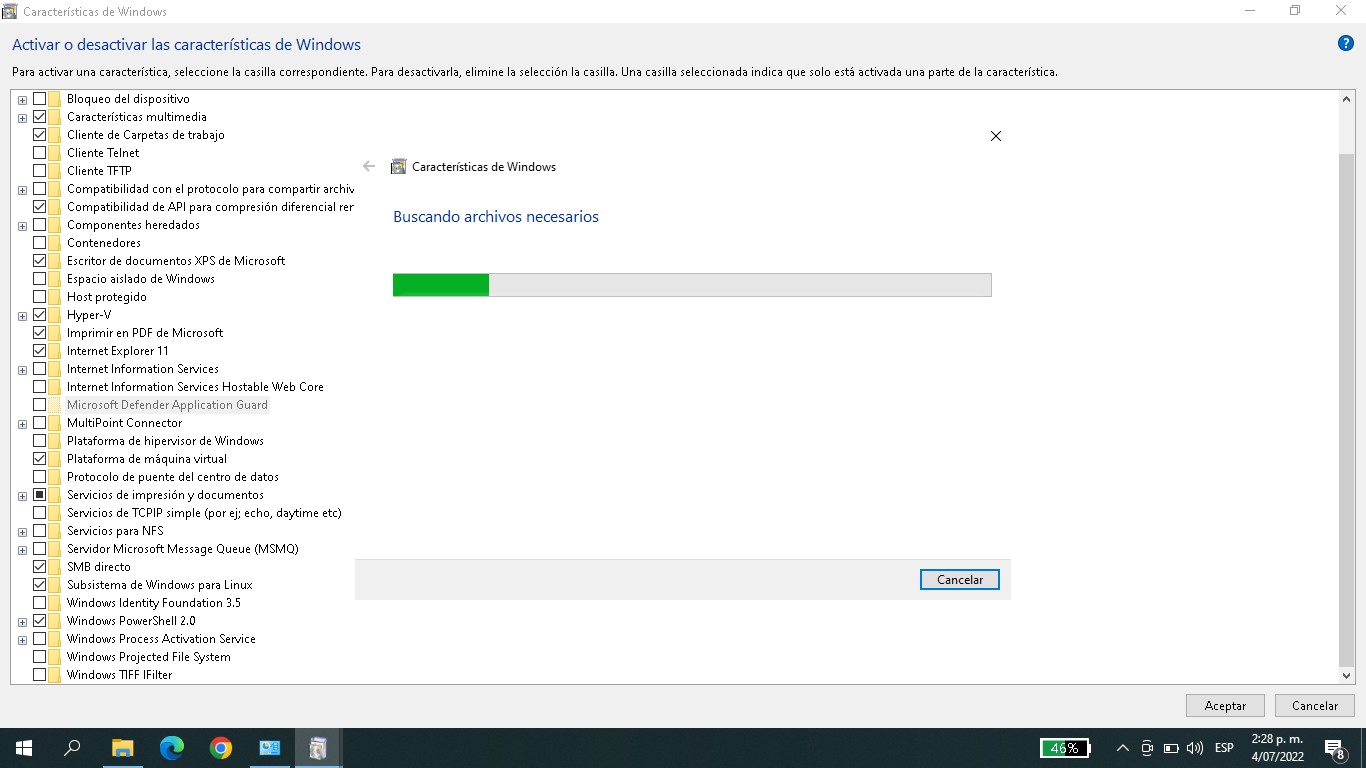 Características de Windows
Activar o desactivar las características de Windows
?
Para activar una característica, seleccione la casilla correspondiente. Para desactivarla, elimine la selección la casilla. Una casilla seleccionada indica que solo está activada una parte de la característica.
Bloqueo del dispositivo
Características multimedia
Cliente de Carpetas de trabajo
Cliente Telnet
Cliente TFTP
Compatibilidad con el protocolo para compartir archiv
Compatibilidad de API para compresión diferencial rer
Componentes heredados
Contenedores
Escritor de documentos XPS de Microsoft
Espacio aislado de Windows
Host protegido
Hyper-V
Imprimir en PDF de Microsoft
Internet Explorer 11
Internet Information Services
Internet Information Services Hostable Web Core
Microsoft Defender Application Guard
MultiPoint Connector
Plataforma de hipervisor de Windows
Plataforma de máquina virtual
Protocolo de puente del centro de datos
Servicios de impresión y documentos
Servicios de TCPIP simple (por ej; echo, daytime etc)
Servicios para NFS
Servidor Microsoft Message Queue (MSMQ)
SMB directo
Subsistema de Windows para Linux
Windows Identity Foundation 3.5
Windows PowerShell 2.0
Windows Process Activation Service
Windows Projected File System
Windows TIFF IFilter
Características de Windows
Buscando archivos necesarios
Cancelar
Aceptar
Cancelar
46%
ESP
2:28 p. m.
4/07/2022
8